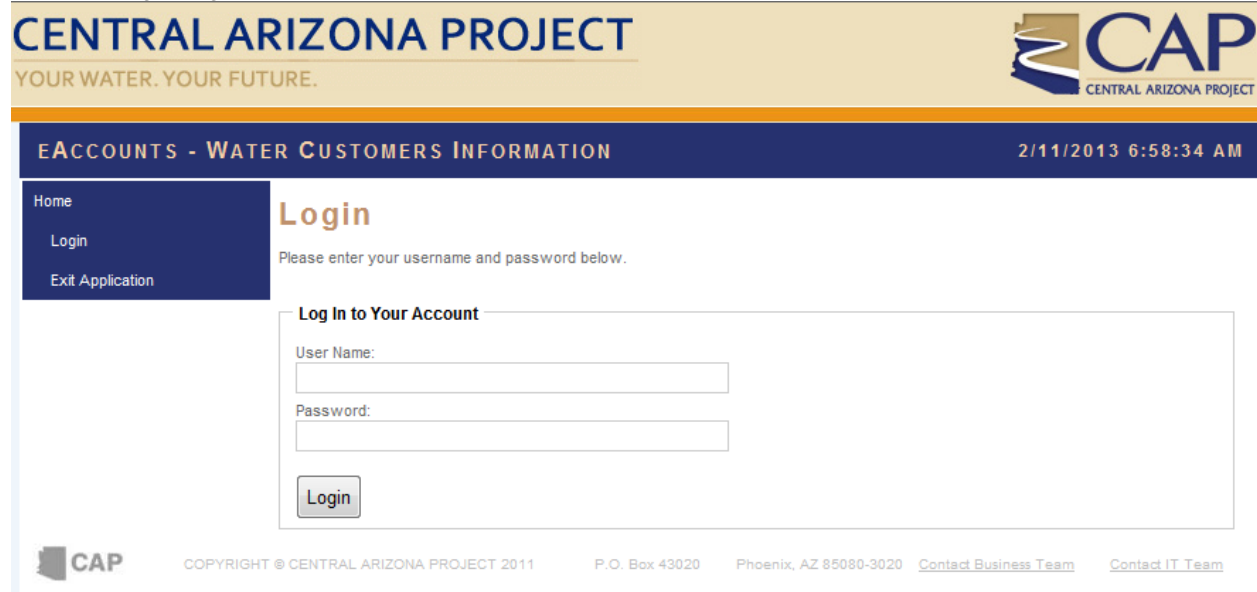 CENTRAL ARIZONA PROJECT
YOUR WATER. YOUR FUTURE.
CAP
CENTRAL ARIZONA PROJECT
EACCOUNTS - WATER CUSTOMERS INFORMATION
2/11/2013 6:58:34 AM
Home
Login
Exit Application
Login
Please enter your username and password below.
Log In to Your Account
User Name:
Password:
Login
CAP
COPYRIGHT © CENTRAL ARIZONA PROJECT 2011 P.O. Box 43020 Phoenix, AZ 85080-3020 Contact Business Team Contact IT Team